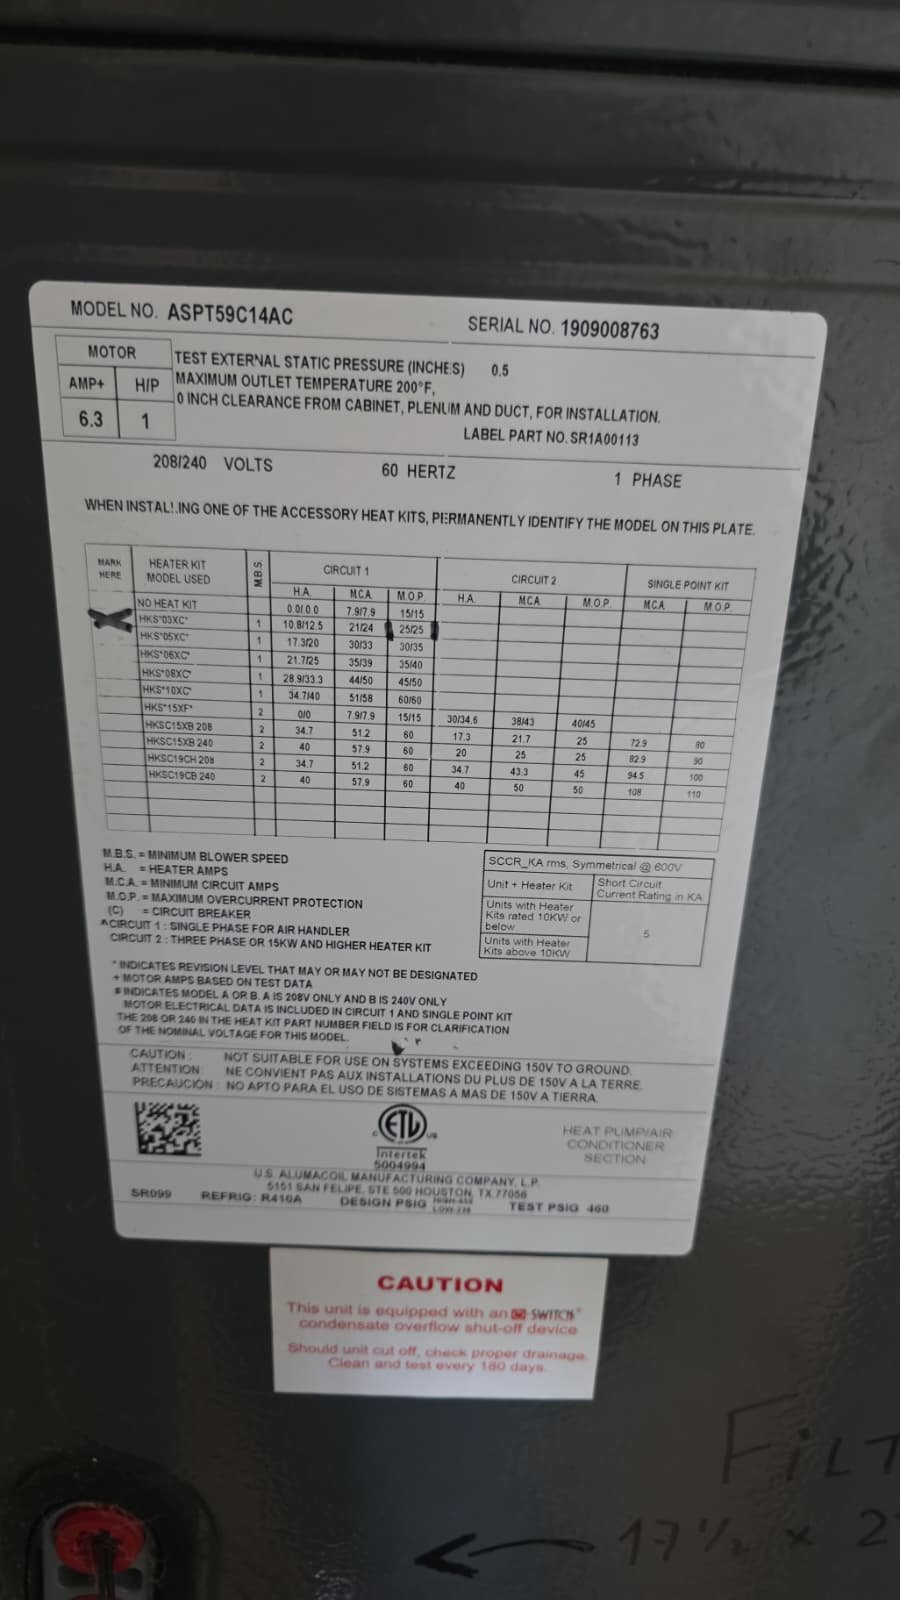 MODEL NO. ASPT59C14AC
SERIAL NO. 1909008763
MOTOR
AMP+ H/P
6.3 1
TEST EXTERNAL STATIC PRESSURE (INCHES) 0.5
MAXIMUM OUTLET TEMPERATURE 200°F,
0 INCH CLEARANCE FROM CABINET, PLENUM AND DUCT, FOR INSTALLATION.
LABEL PART NO. SR1A00113
208/240 VOLTS 60 HERTZ 1 PHASE
WHEN INSTALLING ONE OF THE ACCESSORY HEAT KITS, PERMANENTLY IDENTIFY THE MODEL ON THIS PLATE.
MARK HERE HEATER KIT MODEL USED M.B.S. CIRCUIT 1 CIRCUIT 2 SINGLE POINT KIT
H.A. M.C.A. M.O.P. H.A. M.C.A. M.O.P. M.C.A. M.O.P.
NO HEAT KIT 0.0/0.0 7.9/7.9 15/15
HKS*03XC* 1 10.8/12.5 21/24 25/25
HKS*05XC* 1 17.3/20 30/33 30/35
HKS*06XC* 1 21.7/25 35/39 35/40
HKS*08XC* 1 28.9/33.3 44/50 45/50
HKS*10XC* 1 34.7/40 51/58 60/60
HKS*15XF* 2 0/0 7.9/7.9 15/15 30/34.6 38/43 40/45
HKSC15XB 208 2 34.7 51.2 60 17.3 21.7 25 72.9 80
HKSC15XB 240 2 40 57.9 60 20 25 25 82.9 90
HKSC19CH 208 2 34.7 51.2 60 34.7 43.3 45 94.5 100
HKSC19CB 240 2 40 57.9 60 40 50 50 108 110
M.B.S. = MINIMUM BLOWER SPEED
H.A. = HEATER AMPS
M.C.A. = MINIMUM CIRCUIT AMPS
M.O.P. = MAXIMUM OVERCURRENT PROTECTION
(C) = CIRCUIT BREAKER
^CIRCUIT 1 : SINGLE PHASE FOR AIR HANDLER
CIRCUIT 2 : THREE PHASE OR 15KW AND HIGHER HEATER KIT
SCCR_KA rms, Symmetrical @ 600V
Unit + Heater Kit
Short Circuit
Current Rating in KA
Units with Heater
Kits rated 10KW or
below
Units with Heater
Kits above 10KW
5
* INDICATES REVISION LEVEL THAT MAY OR MAY NOT BE DESIGNATED
+ MOTOR AMPS BASED ON TEST DATA
# INDICATES MODEL A OR B. A IS 208V ONLY AND B IS 240V ONLY
MOTOR ELECTRICAL DATA IS INCLUDED IN CIRCUIT 1 AND SINGLE POINT KIT
THE 208 OR 240 IN THE HEAT KIT PART NUMBER FIELD IS FOR CLARIFICATION
OF THE NOMINAL VOLTAGE FOR THIS MODEL.
CAUTION : NOT SUITABLE FOR USE ON SYSTEMS EXCEEDING 150V TO GROUND.
ATTENTION: NE CONVIENT PAS AUX INSTALLATIONS DU PLUS DE 150V A LA TERRE.
PRECAUCIÓN : NO APTO PARA EL USO DE SISTEMAS A MAS DE 150V A TIERRA.
C ETL US
Intertek
5004994
HEAT PUMP/AIR
CONDITIONER
SECTION
U.S. ALUMACOIL MANUFACTURING COMPANY, L.P.
5151 SAN FELIPE, STE 500 HOUSTON, TX 77056
SR099 REFRIG: R410A DESIGN PSIG TEST PSIG 460
CAUTION
This unit is equipped with an SWITCH
condensate overflow shut-off device
Should unit cut off, check proper drainage.
Clean and test every 180 days.
FILT
17 1/2 x 2